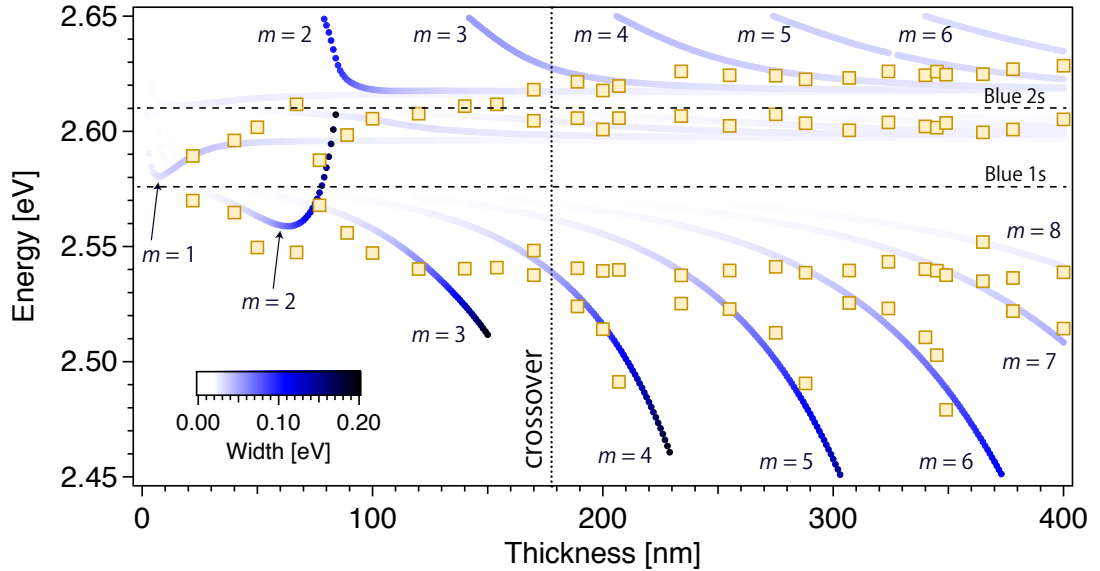 2.65
m = 2
m = 3
m = 4
m = 5
m = 6
Blue 2s
2.60
Blue 1s
Energy [eV]
2.55
m = 1
m = 2
m = 8
m = 3
m = 7
2.50
0.00
0.10
0.20
Width [eV]
crossover
m = 4
m = 5
m = 6
2.45
0
100
200
300
400
Thickness [nm]